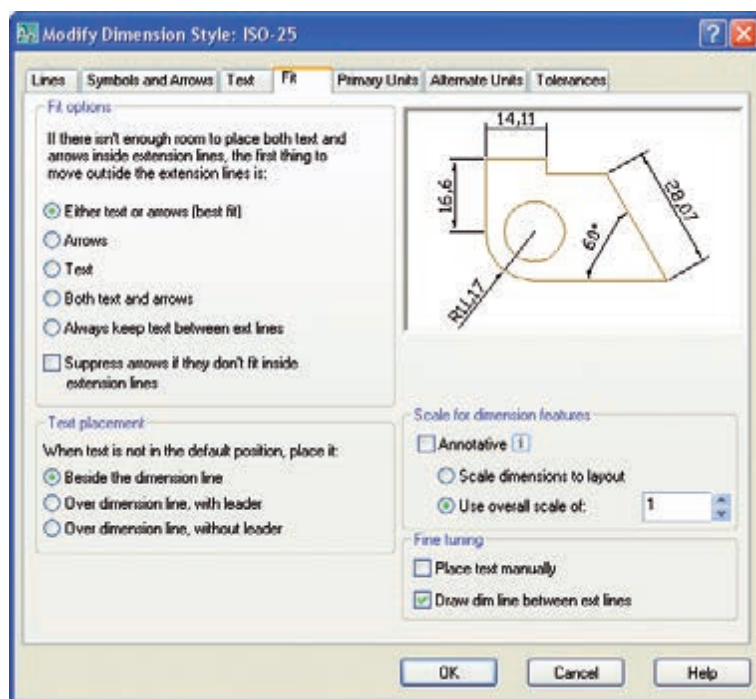 Modify Dimension Style: ISO-25
Lines Symbols and Arrows Text Fit Primary Units Alternate Units Tolerances
Fit options
If there isn't enough room to place both text and
arrows inside extension lines, the first thing to
move outside the extension lines is:
Either text or arrows (best fit)
Arrows
Text
Both text and arrows
Always keep text between ext lines
Suppress arrows if they don't fit inside
extension lines
Text placement
When text is not in the default position, place it:
Beside the dimension line
Over dimension line, with leader
Over dimension line, without leader
14,11
16,6
28,07
60°
R11,17
Scale for dimension features
Annotative i
Scale dimensions to layout
Use overall scale of: 1
Fine tuning
Place text manually
Draw dim line between ext lines
OK Cancel Help